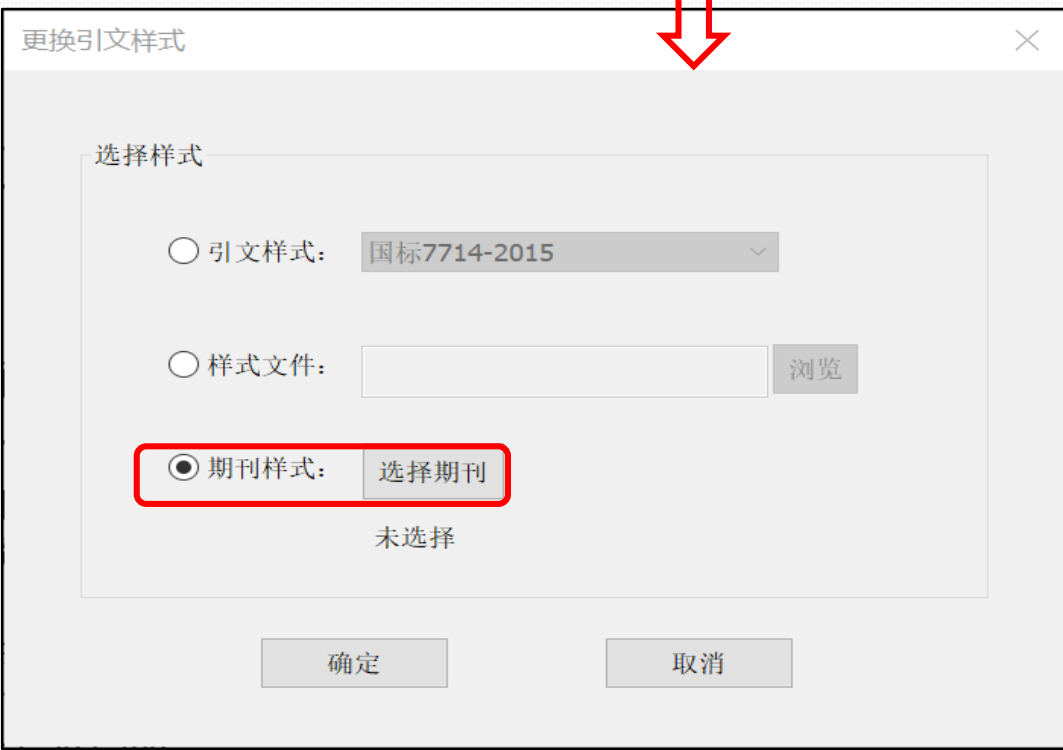 更换引文样式
选择样式
引文样式： 国标7714-2015
样式文件： 浏览
期刊样式： 选择期刊
未选择
确定 取消